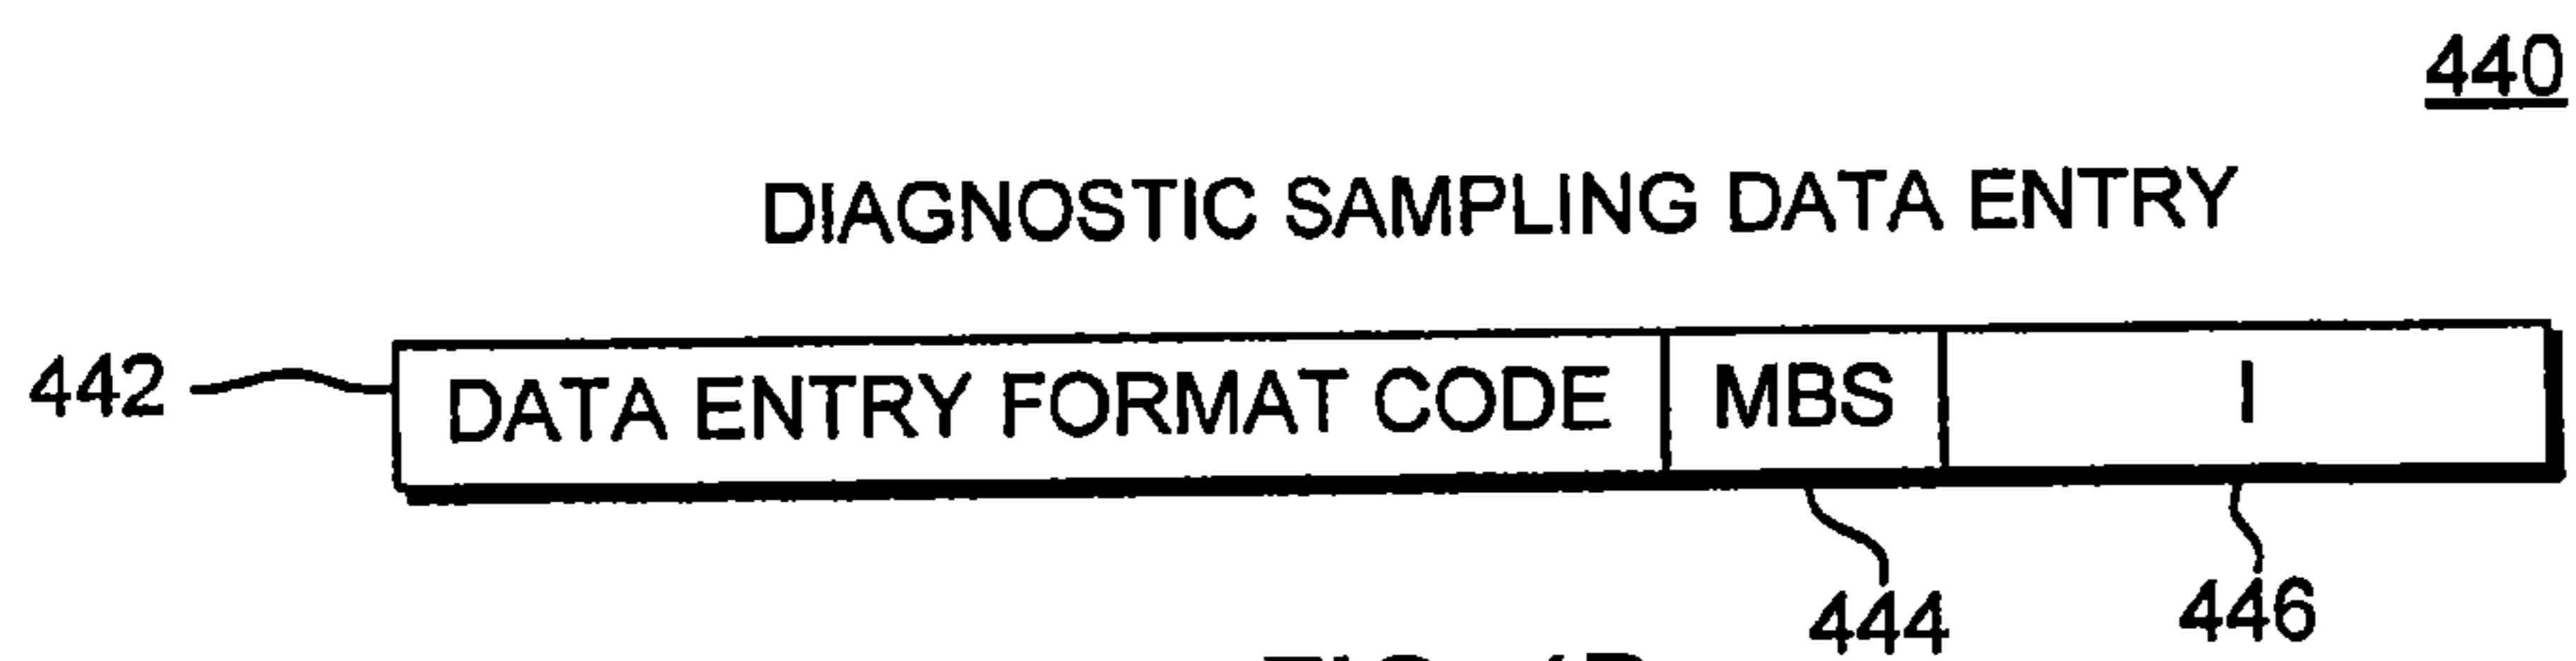 440
DIAGNOSTIC SAMPLING DATA ENTRY
442 DATA ENTRY FORMAT CODE MBS I
444 446